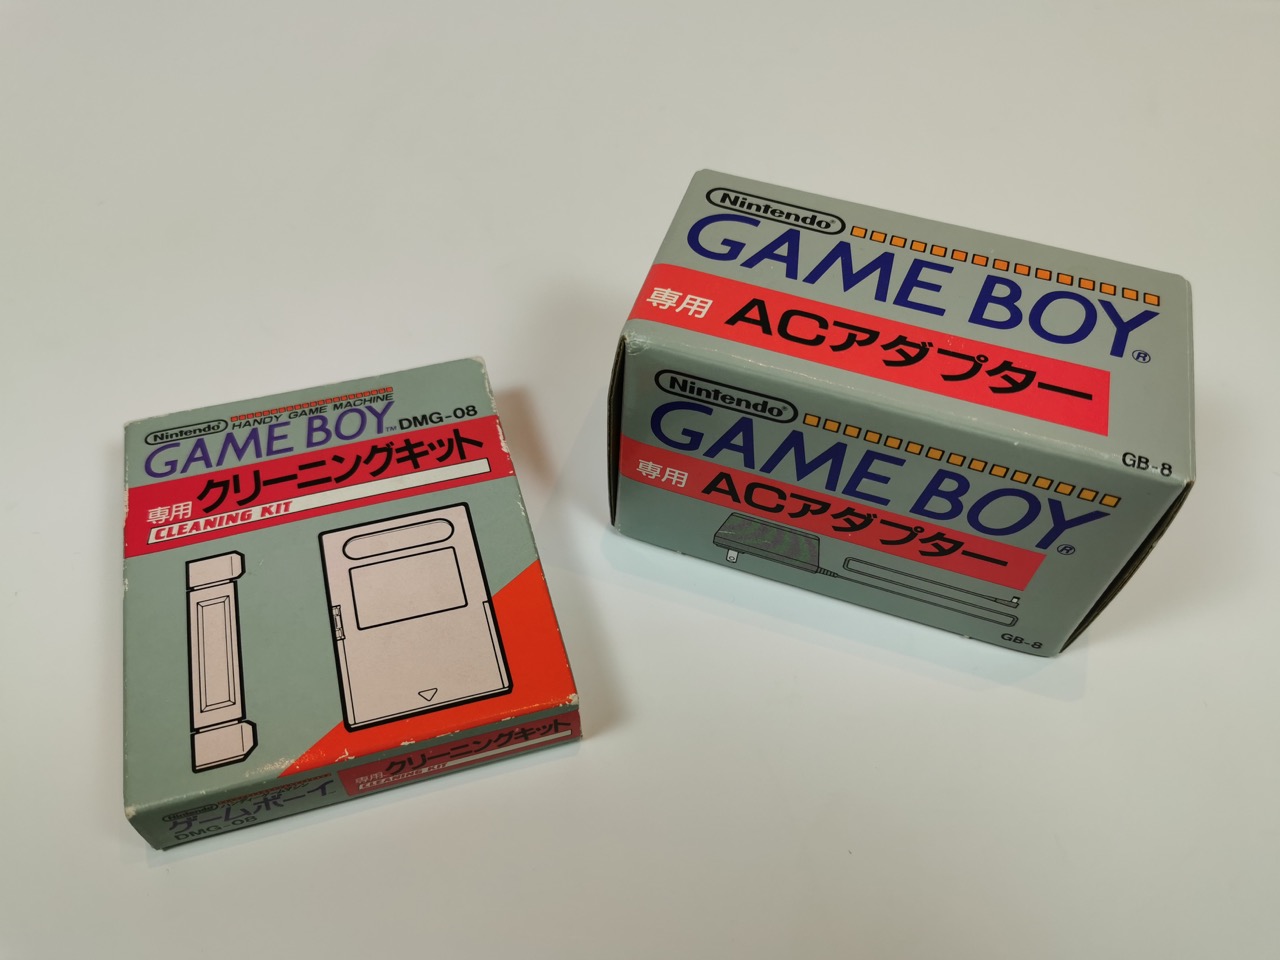 Nintendo®
HANDY GAME MACHINE
GAME BOY™ DMG-08
専用 クリーニングキット
CLEANING KIT
Nintendo
ゲームボーイ
DMG-08
専用 クリーニングキット
CLEANING KIT
Nintendo®
GAME BOY®
専用 ACアダプター
GB-8
Nintendo®
GAME BOY®
専用 ACアダプター
GB-8